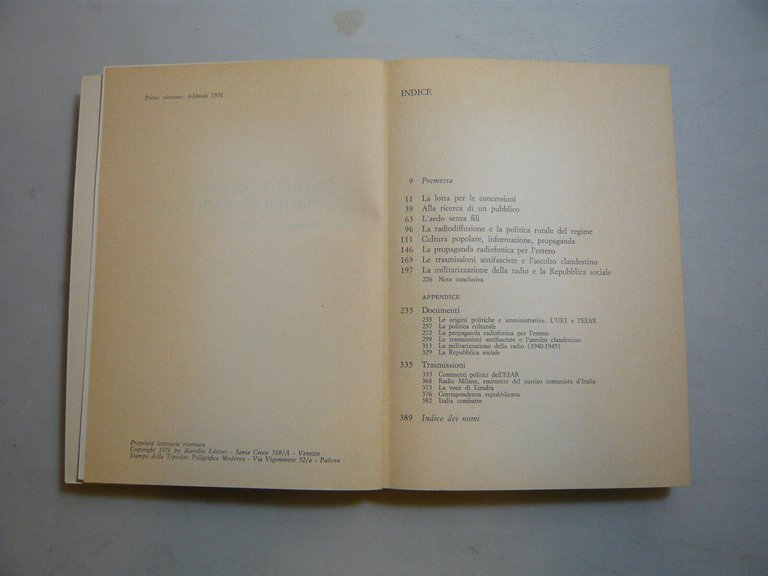 Prima edizione: febbraio 1976
Proprietà letteraria riservata
Copyright 1976 by Marsilio Editori - Santa Croce 518/A - Venezia
Stampa della Tipo-lito Poligrafica Moderna - Via Vigonovese 52/a - Padova
INDICE
9 Premessa
11 La lotta per le concessioni
39 Alla ricerca di un pubblico
63 L'aedo senza fili
96 La radiodiffusione e la politica rurale del regime
111 Cultura popolare, informazione, propaganda
146 La propaganda radiofonica per l'estero
169 Le trasmissioni antifasciste e l'ascolto clandestino
197 La militarizzazione della radio e la Repubblica sociale
226 Nota conclusiva
APPENDICE
235 Documenti
235 Le origini politiche e amministrative: L'URI e l'EIAR
257 La politica culturale
272 La propaganda radiofonica per l'estero
299 Le trasmissioni antifasciste e l'ascolto clandestino
313 La militarizzazione della radio (1940-1945)
329 La Repubblica sociale
335 Trasmissioni
335 Commenti politici dell'EIAR
368 Radio Milano, emittente del partito comunista d'Italia
373 La voce di Londra
376 Corrispondenza repubblicana
382 Italia combatte
389 Indice dei nomi